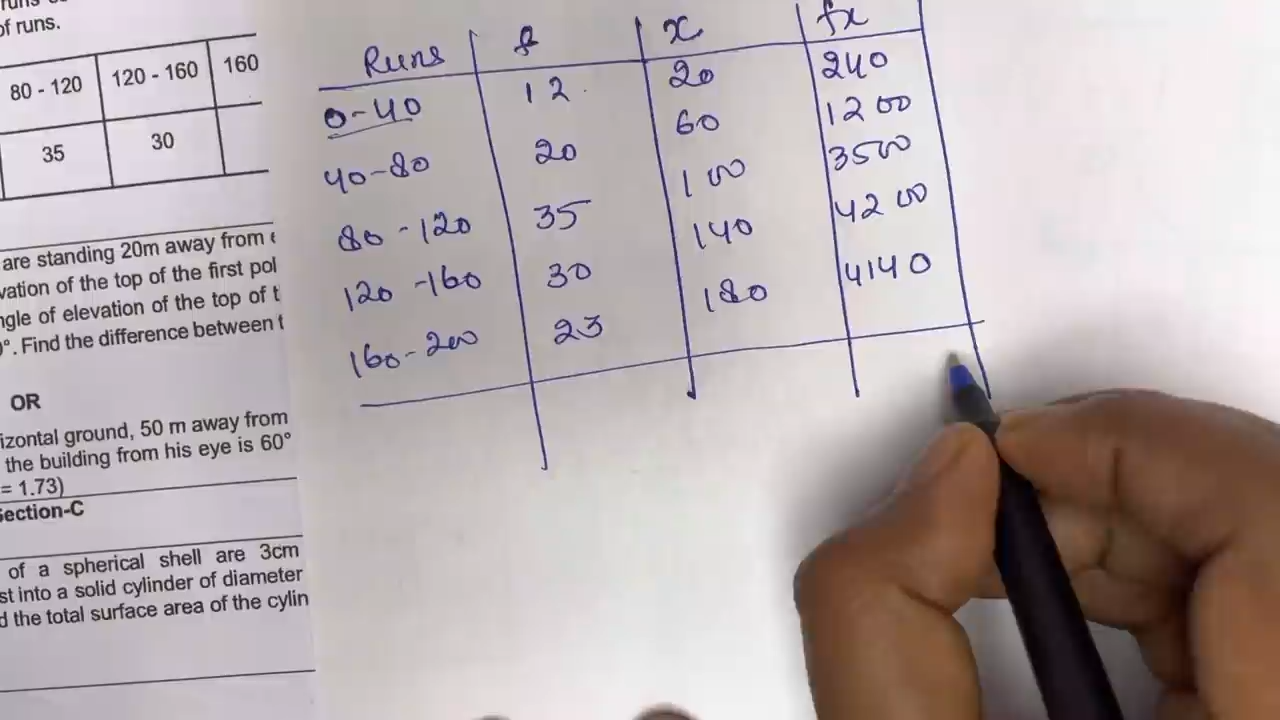 of runs.
80 - 120 120 - 160 160
35 30
are standing 20m away from
vation of the top of the first pol
ngle of elevation of the top of t
°. Find the difference between t
OR
izontal ground, 50 m away from
the building from his eye is 60°
= 1.73)
Section-C
of a spherical shell are 3cm
st into a solid cylinder of diameter
d the total surface area of the cylin
Runs f x fx
0-40 12 20 240
40-80 20 60 1200
80-120 35 100 3500
120-160 30 140 4200
160-200 23 180 4140